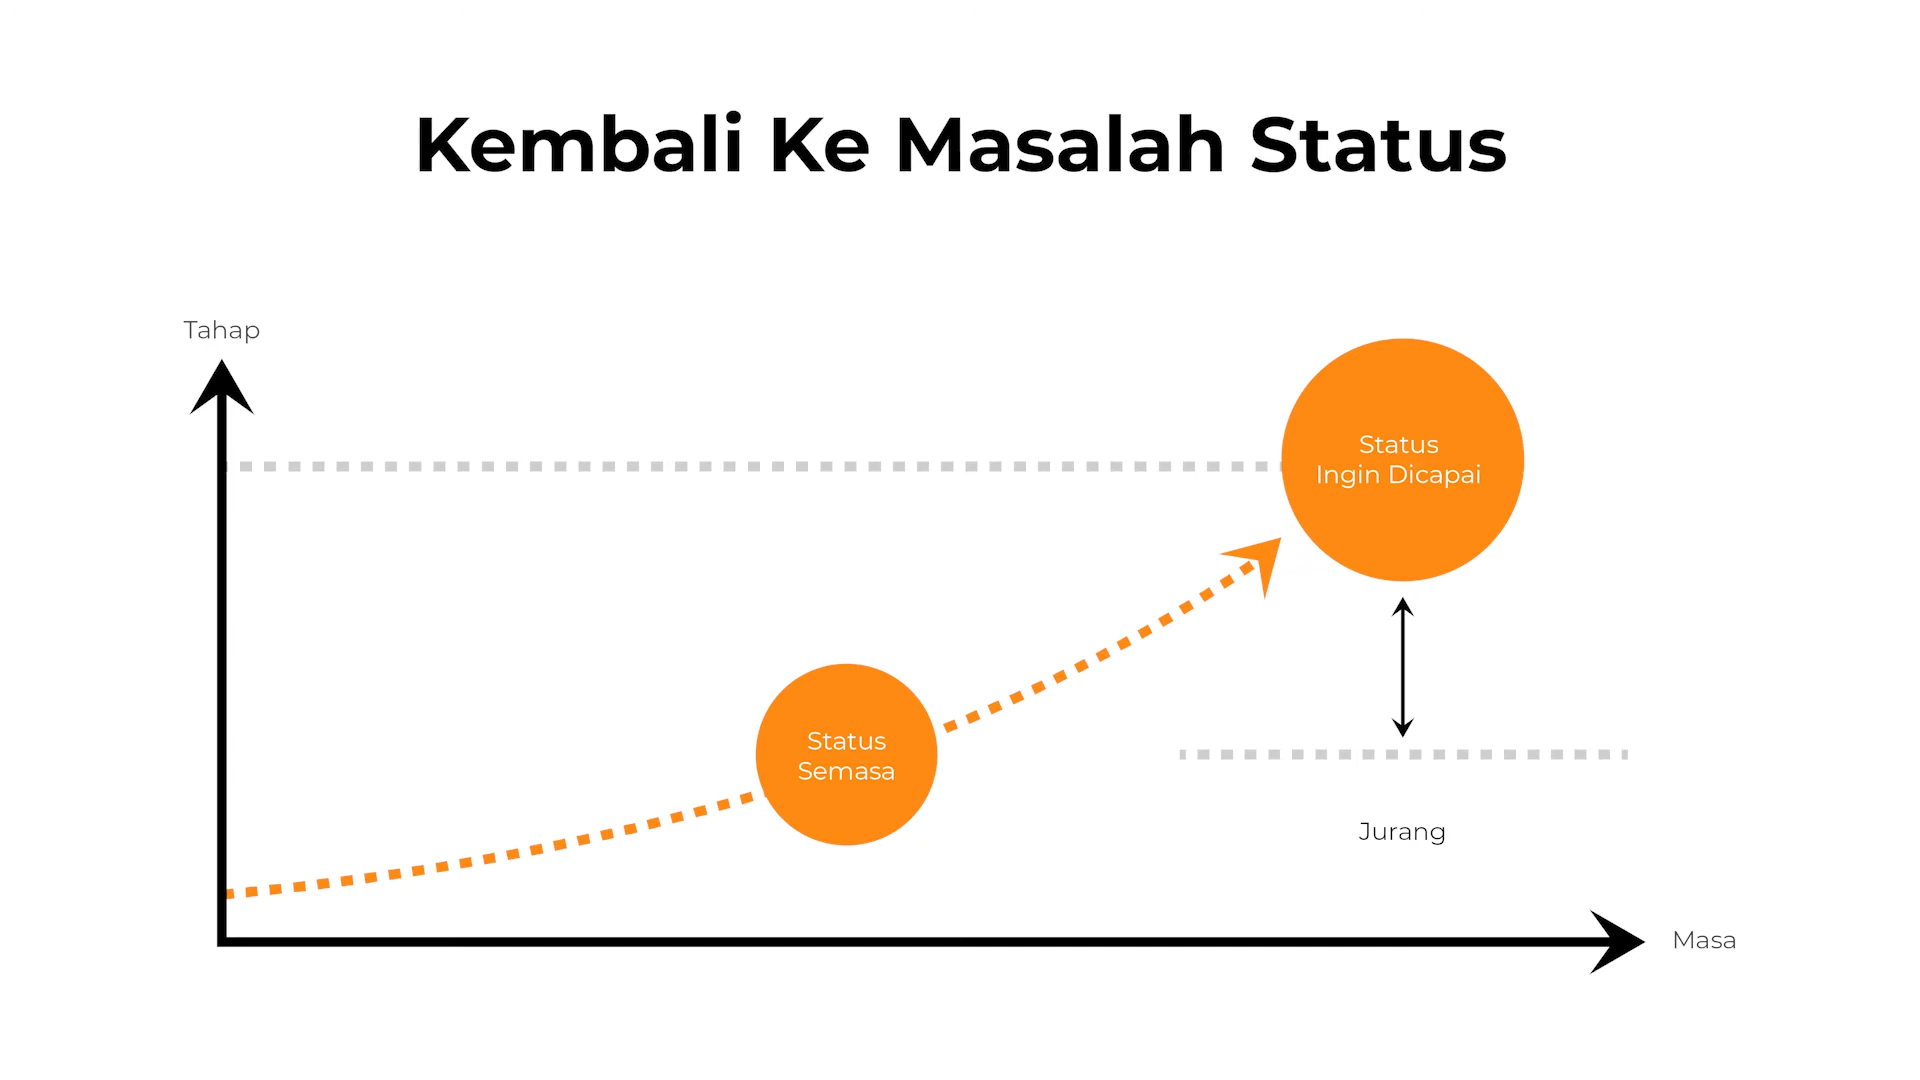 Kembali Ke Masalah Status
Tahap
Status
Ingin Dicapai
Status
Semasa
Jurang
Masa